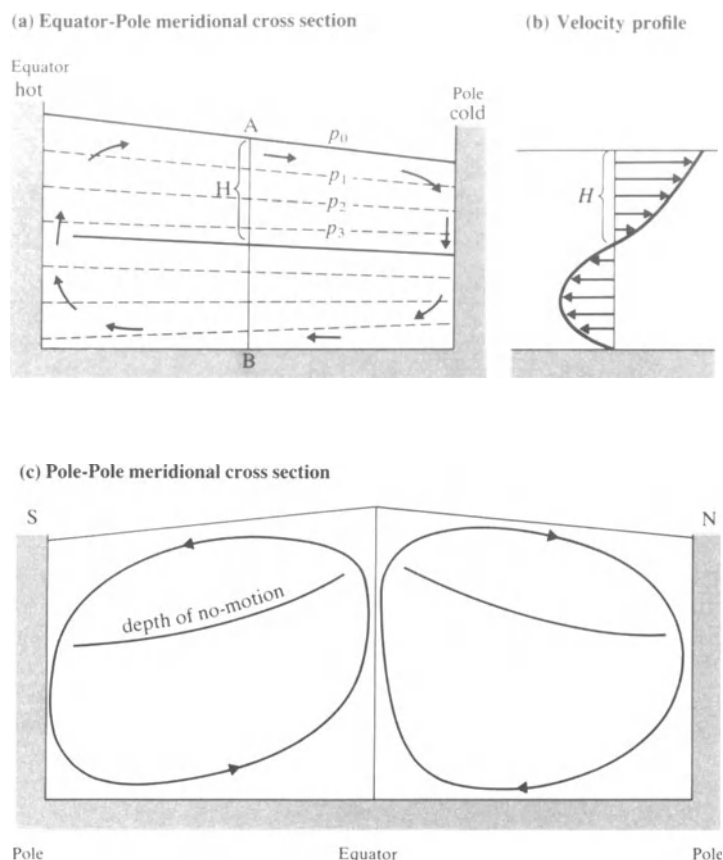 (a) Equator-Pole meridional cross section
(b) Velocity profile
Equator
hot
Pole
cold
A
p₀
H
p₁
p₂
p₃
B
H
(c) Pole-Pole meridional cross section
S
N
depth of no-motion
Pole
Equator
Pole